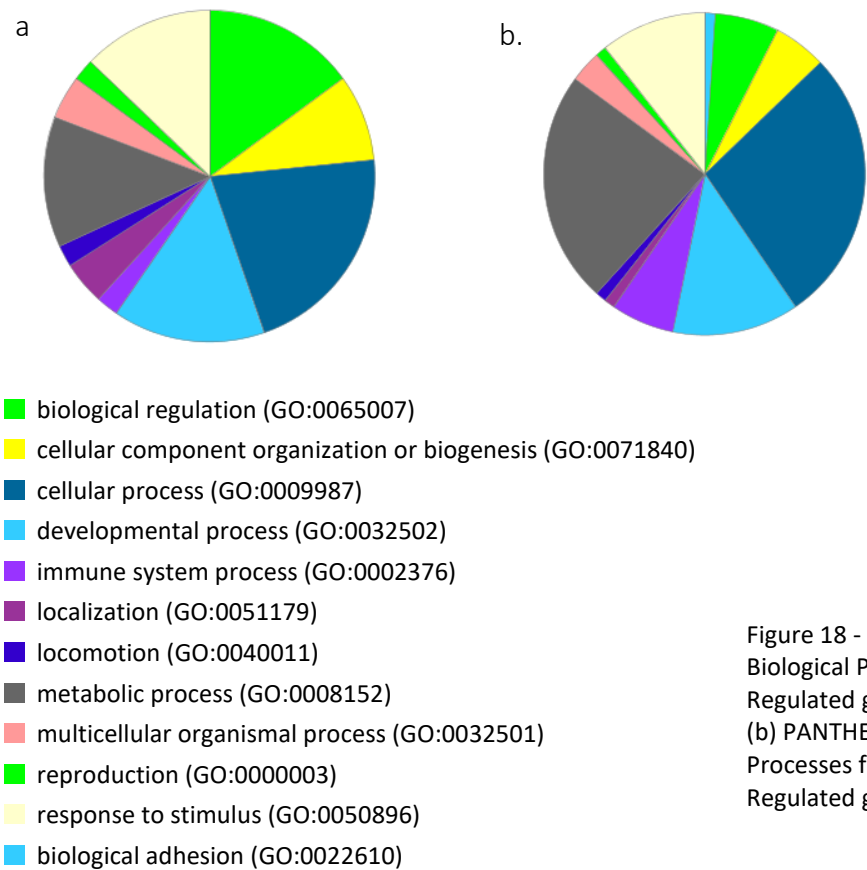 a
b.
biological regulation (GO:0065007)
cellular component organization or biogenesis (GO:0071840)
cellular process (GO:0009987)
developmental process (GO:0032502)
immune system process (GO:0002376)
localization (GO:0051179)
locomotion (GO:0040011)
metabolic process (GO:0008152)
multicellular organismal process (GO:0032501)
reproduction (GO:0000003)
response to stimulus (GO:0050896)
biological adhesion (GO:0022610)
Figure 18 -
Biological P
Regulated g
(b) PANTHE
Processes f
Regulated g